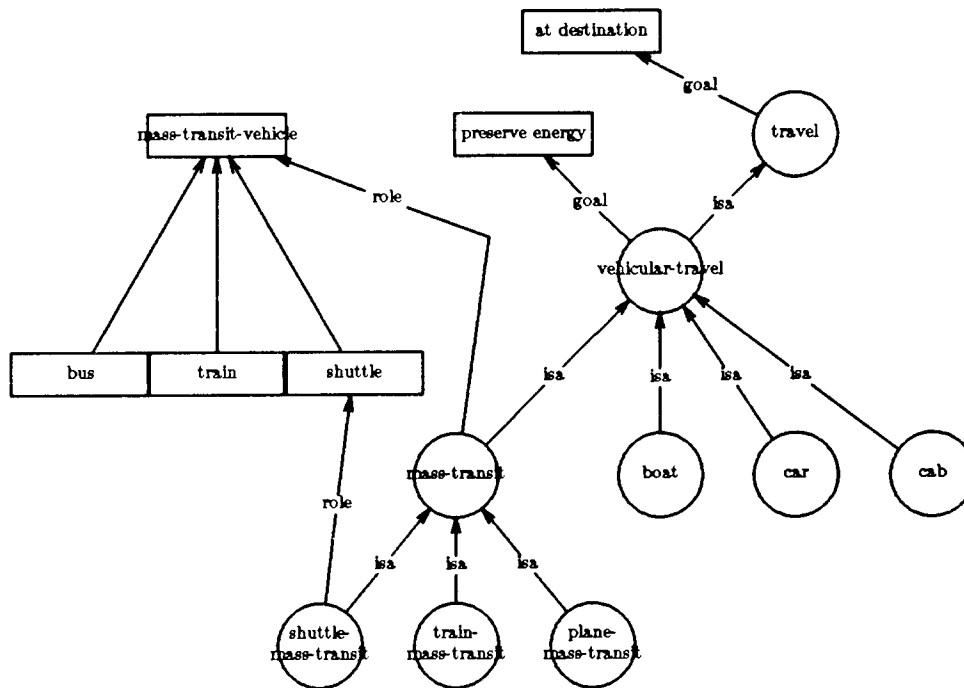 at destination
goal
travel
mass-transit-vehicle
preserve energy
role
goal
isa
vehicular-travel
bus
train
shuttle
isa
isa
isa
isa
mass-transit
boat
car
cab
role
isa
isa
isa
shuttle-
mass-transit
train-
mass-transit
plane-
mass-transit